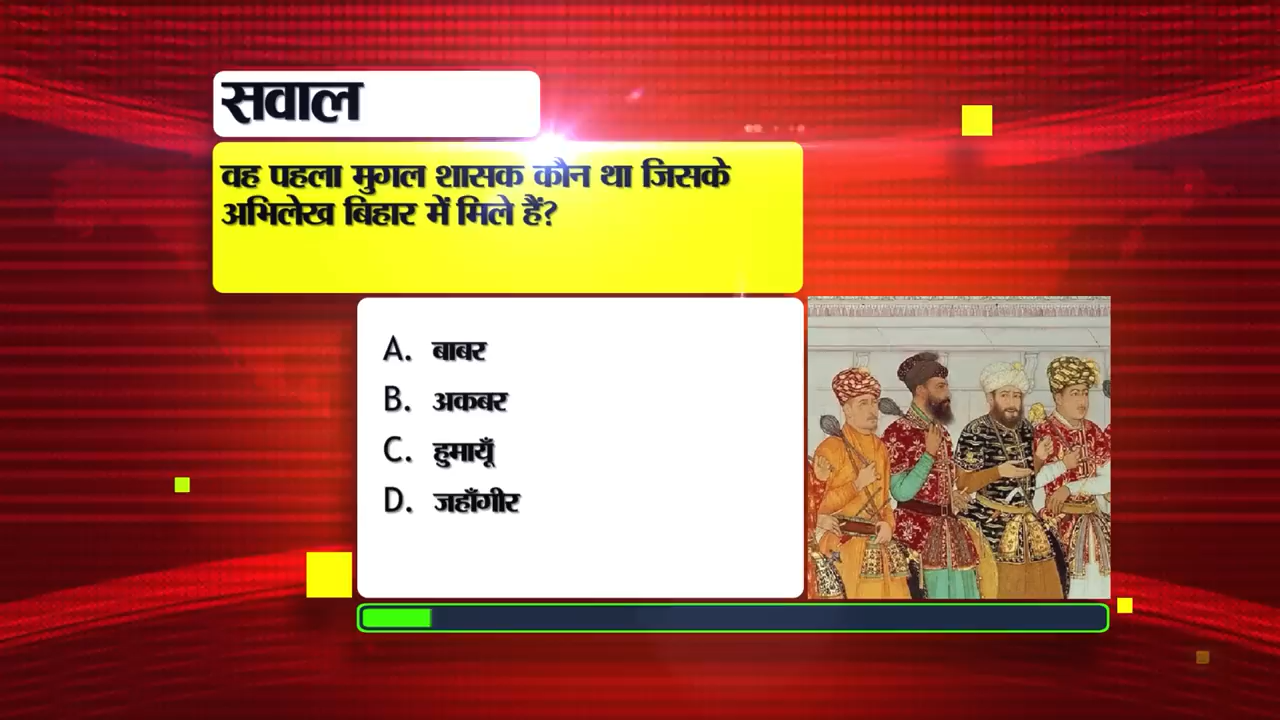 सवाल
वह पहला मुगल शासक कौन था जिसके
अभिलेख बिहार में मिले हैं?
A. बाबर
B. अकबर
C. हुमायूँ
D. जहाँगीर